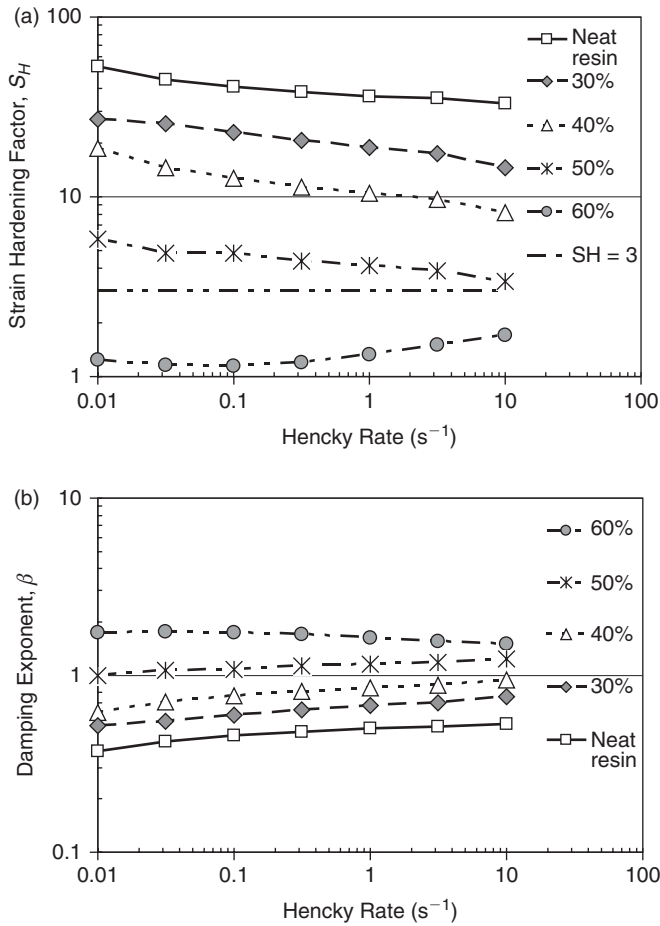 (a)
100
10
1
Strain Hardening Factor, S_H
0.01
0.1
1
10
100
Hencky Rate (s⁻¹)
Neat
resin
30%
40%
50%
60%
SH = 3
(b)
10
1
0.1
Damping Exponent, β
0.01
0.1
1
10
100
Hencky Rate (s⁻¹)
60%
50%
40%
30%
Neat
resin